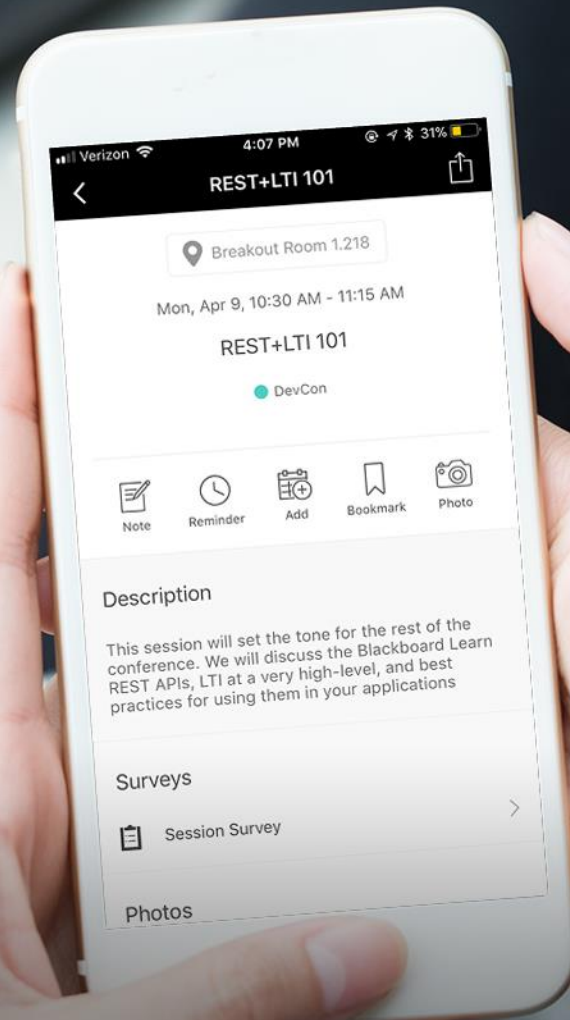 Verizon 4:07 PM 31%
REST+LTI 101
Breakout Room 1.218
Mon, Apr 9, 10:30 AM - 11:15 AM
REST+LTI 101
DevCon
Note Reminder Add Bookmark Photo
Description
This session will set the tone for the rest of the
conference. We will discuss the Blackboard Learn
REST APIs, LTI at a very high-level, and best
practices for using them in your applications
Surveys
Session Survey
Photos